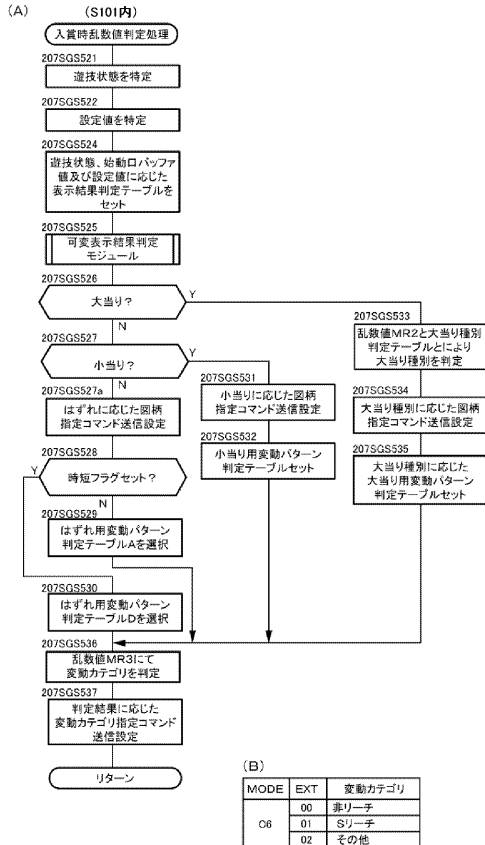 (A)
(S101内)
入賞時乱数値判定処理
207SGS521
遊技状態を特定
207SGS522
設定値を特定
207SGS524
遊技状態、始動口バッファ
値及び設定値に応じた
表示結果判定テーブルを
セット
207SGS525
可変表示結果判定
モジュール
207SGS526
大当り?
Y
N
207SGS527
小当り?
Y
N
207SGS527a
はずれに応じた図柄
指定コマンド送信設定
207SGS528
時短フラグセット?
Y
N
207SGS529
はずれ用変動パターン
判定テーブルAを選択
207SGS530
はずれ用変動パターン
判定テーブルDを選択
207SGS531
小当りに応じた図柄
指定コマンド送信設定
207SGS532
小当り用変動パターン
判定テーブルセット
207SGS533
乱数値MR2と大当り種別
判定テーブルとにより
大当り種別を判定
207SGS534
大当り種別に応じた図柄
指定コマンド送信設定
207SGS535
大当り種別に応じた
大当り用変動パターン
判定テーブルセット
207SGS536
乱数値MR3にて
変動カテゴリを判定
207SGS537
判定結果に応じた
変動カテゴリ指定コマンド
送信設定
リターン
(B)
MODE EXT 変動カテゴリ
C6 00 非リーチ
01 Sリーチ
02 その他